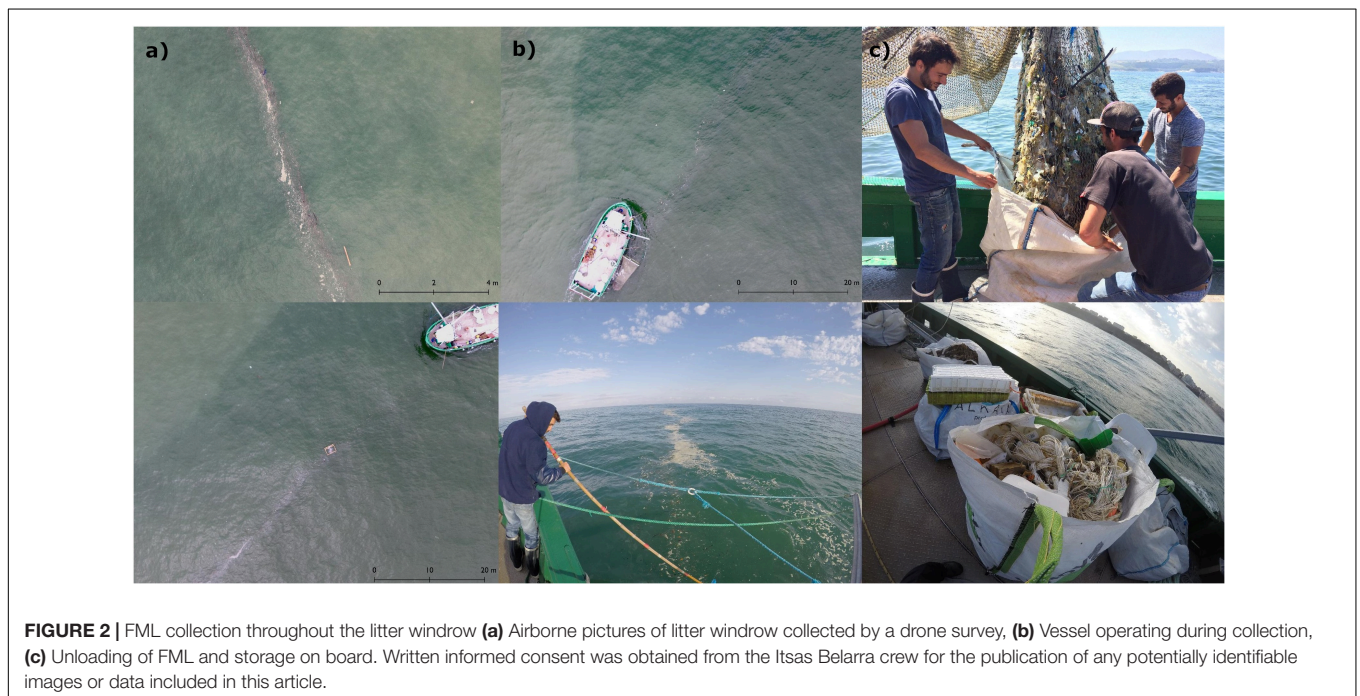 a)
b)
c)
0 2 4 m
0 10 20 m
0 10 20 m
ALKA
FIGURE 2 | FML collection throughout the litter windrow (a) Airborne pictures of litter windrow collected by a drone survey, (b) Vessel operating during collection,
(c) Unloading of FML and storage on board. Written informed consent was obtained from the Itsas Belarra crew for the publication of any potentially identifiable
images or data included in this article.